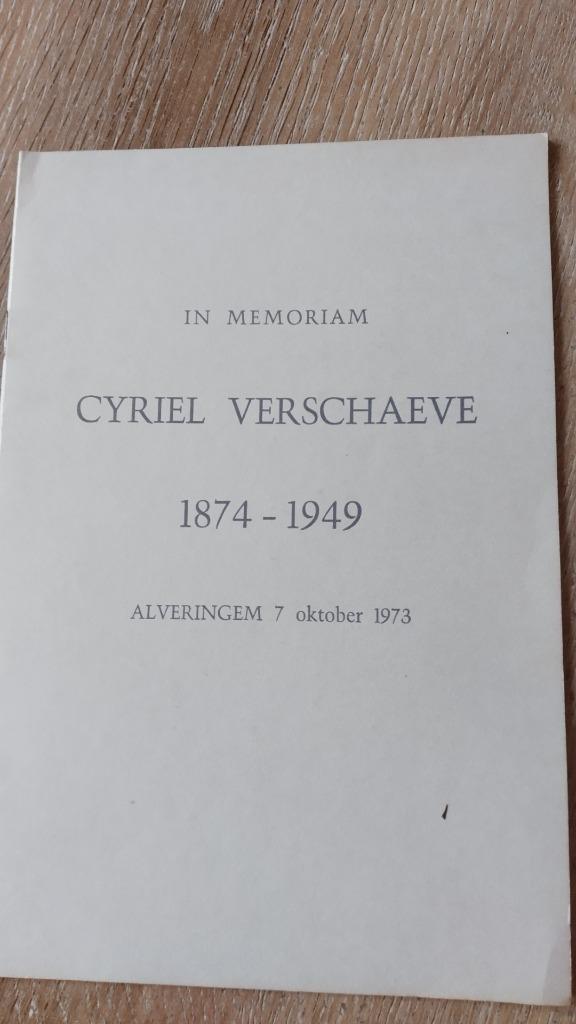 IN MEMORIAM
CYRIEL VERSCHAEVE
1874 - 1949
ALVERINGEM 7 oktober 1973